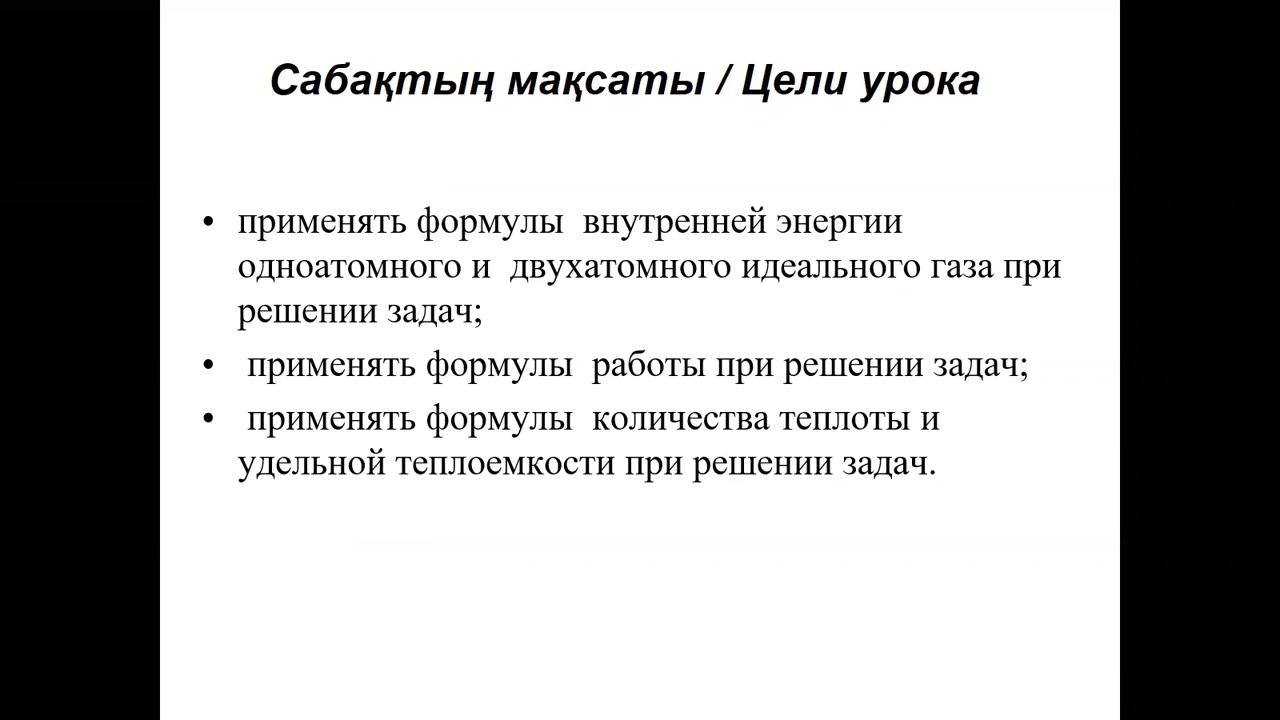 Сабақтың мақсаты / Цели урока
• применять формулы внутренней энергии
одноатомного и двухатомного идеального газа при
решении задач;
• применять формулы работы при решении задач;
• применять формулы количества теплоты и
удельной теплоемкости при решении задач.